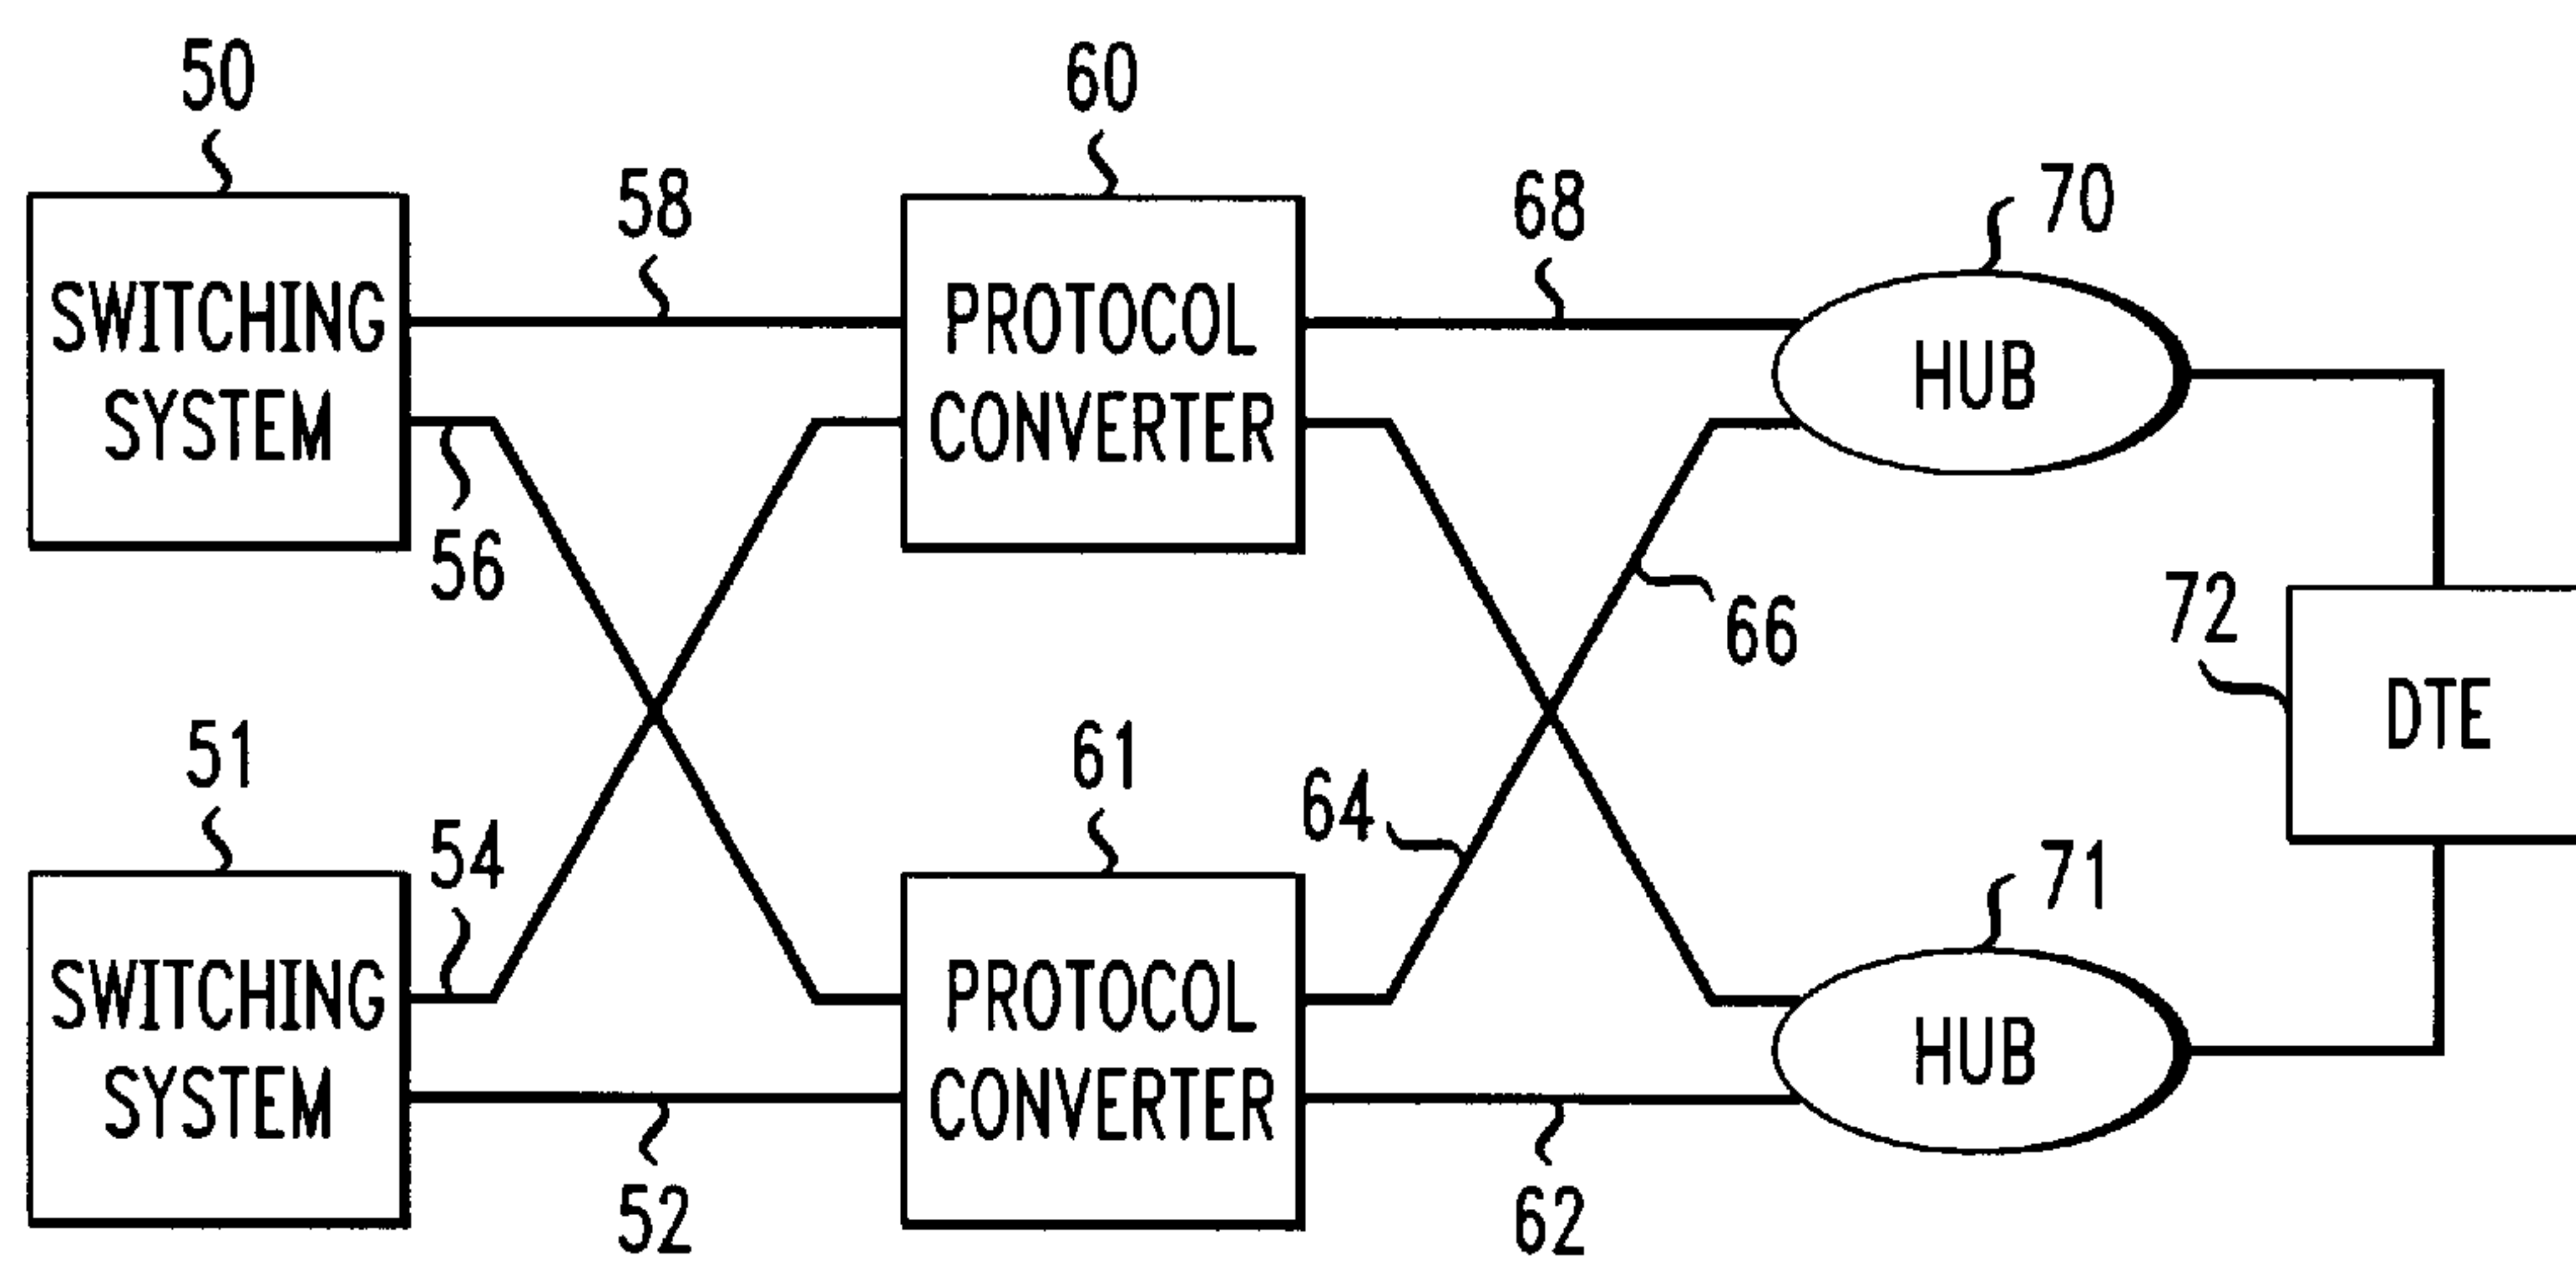 50
60
58
68
70
SWITCHING
SYSTEM
PROTOCOL
CONVERTER
HUB
56
66
72
DTE
51
54
61
64
71
SWITCHING
SYSTEM
PROTOCOL
CONVERTER
HUB
52
62